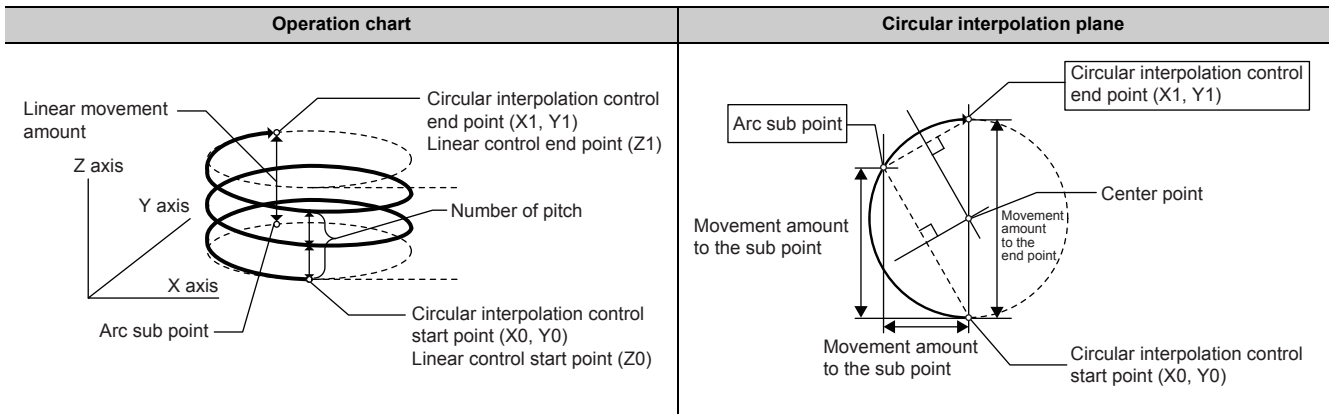 Operation chart
Circular interpolation plane
Linear movement
amount
Z axis
Y axis
X axis
Arc sub point
Circular interpolation control
end point (X1, Y1)
Linear control end point (Z1)
Number of pitch
Circular interpolation control
start point (X0, Y0)
Linear control start point (Z0)
Circular interpolation control
end point (X1, Y1)
Arc sub point
Center point
Movement amount
to the sub point
Movement
amount
to the
end point
Movement amount
to the sub point
Circular interpolation control
start point (X0, Y0)